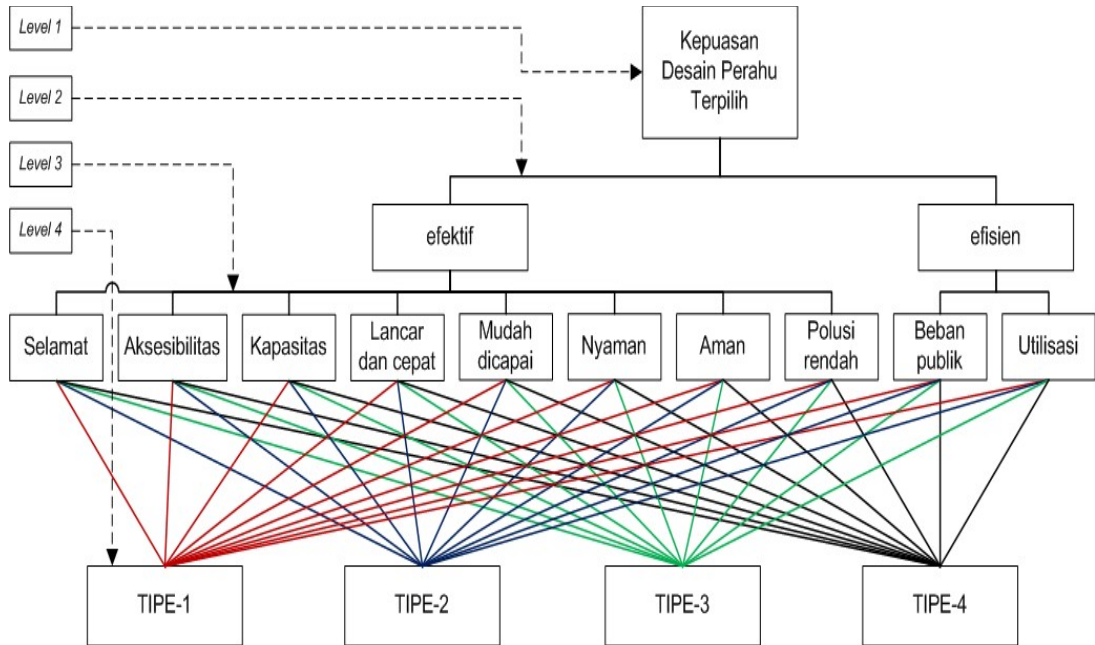 Level 1
Kepuasan
Desain Perahu
Terpilih
Level 2
Level 3
Level 4
efektif
efisien
Selamat
Aksesibilitas
Kapasitas
Lancar
dan cepat
Mudah
dicapai
Nyaman
Aman
Polusi
rendah
Beban
publik
Utilisasi
TIPE-1
TIPE-2
TIPE-3
TIPE-4